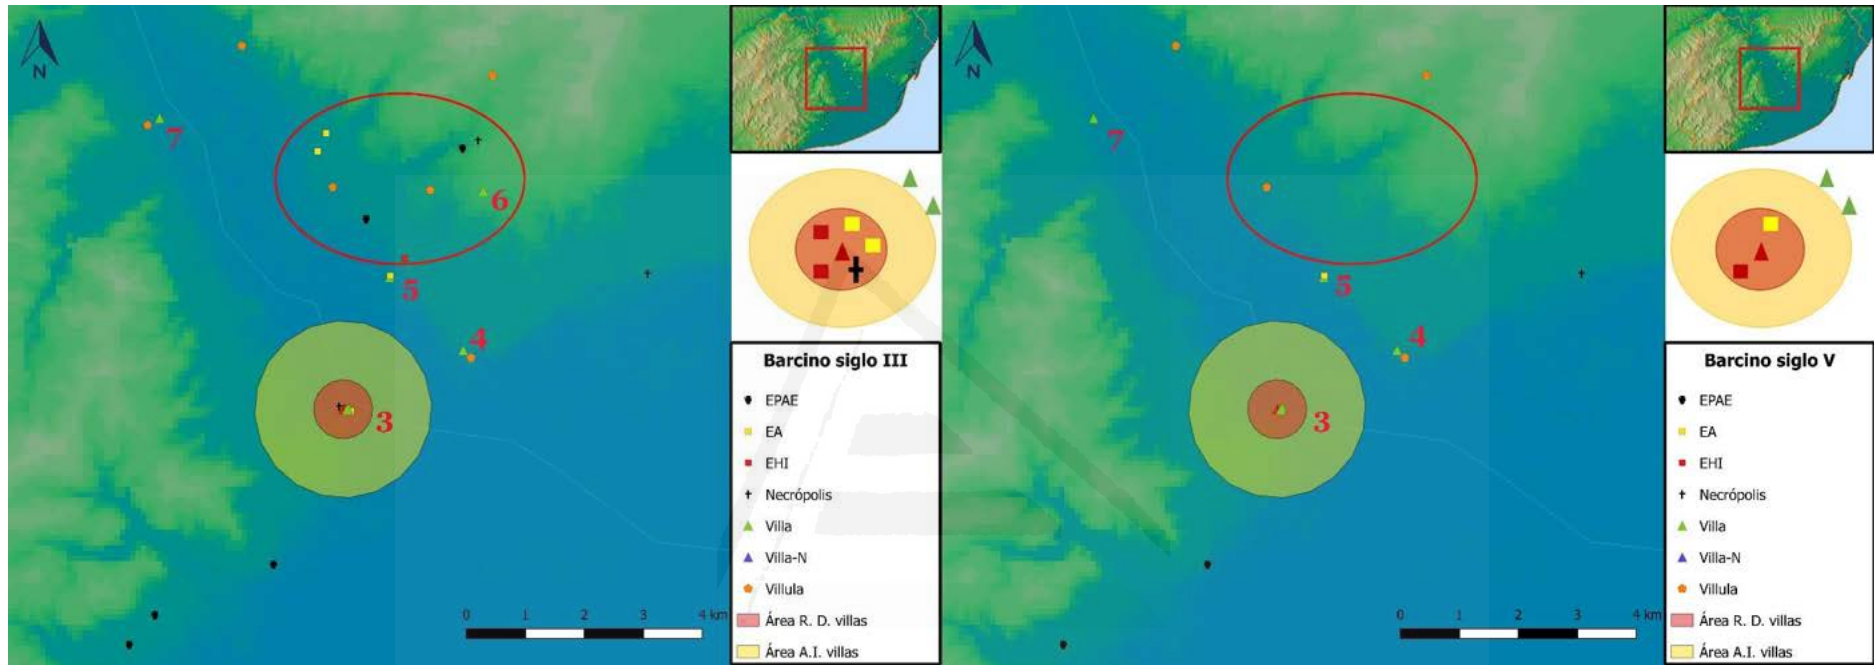 N
7
6
5
4
3
0 1 2 3 4 km
Barcino siglo III
EPAE
EA
EHI
Necrópolis
Villa
Villa-N
Villula
Área R. D. villas
Área A.I. villas
N
7
5
4
3
0 1 2 3 4 km
Barcino siglo V
EPAE
EA
EHI
Necrópolis
Villa
Villa-N
Villula
Área R. D. villas
Área A.I. villas